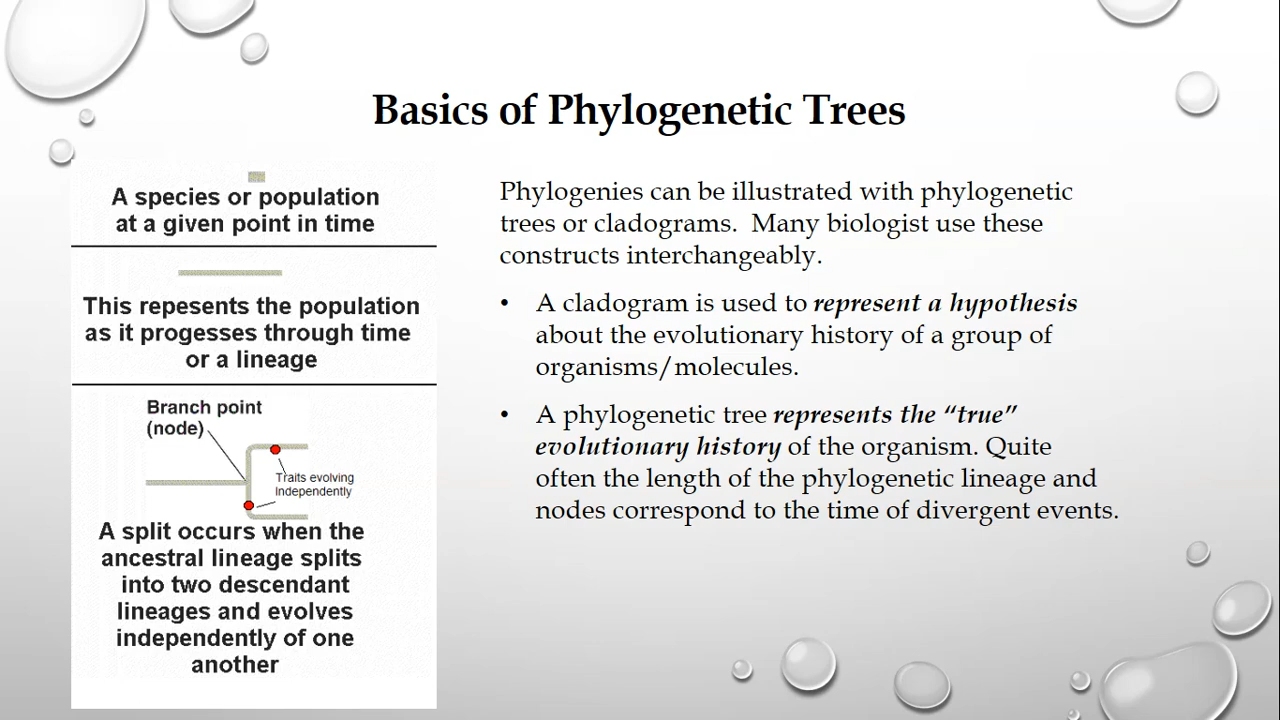 Basics of Phylogenetic Trees
A species or population
at a given point in time
This repesents the population
as it progesses through time
or a lineage
Branch point
(node)
Traits evolving
Independently
A split occurs when the
ancestral lineage splits
into two descendant
lineages and evolves
independently of one
another
Phylogenies can be illustrated with phylogenetic
trees or cladograms.  Many biologist use these
constructs interchangeably.
• A cladogram is used to represent a hypothesis
about the evolutionary history of a group of
organisms/molecules.
• A phylogenetic tree represents the “true”
evolutionary history of the organism. Quite
often the length of the phylogenetic lineage and
nodes correspond to the time of divergent events.